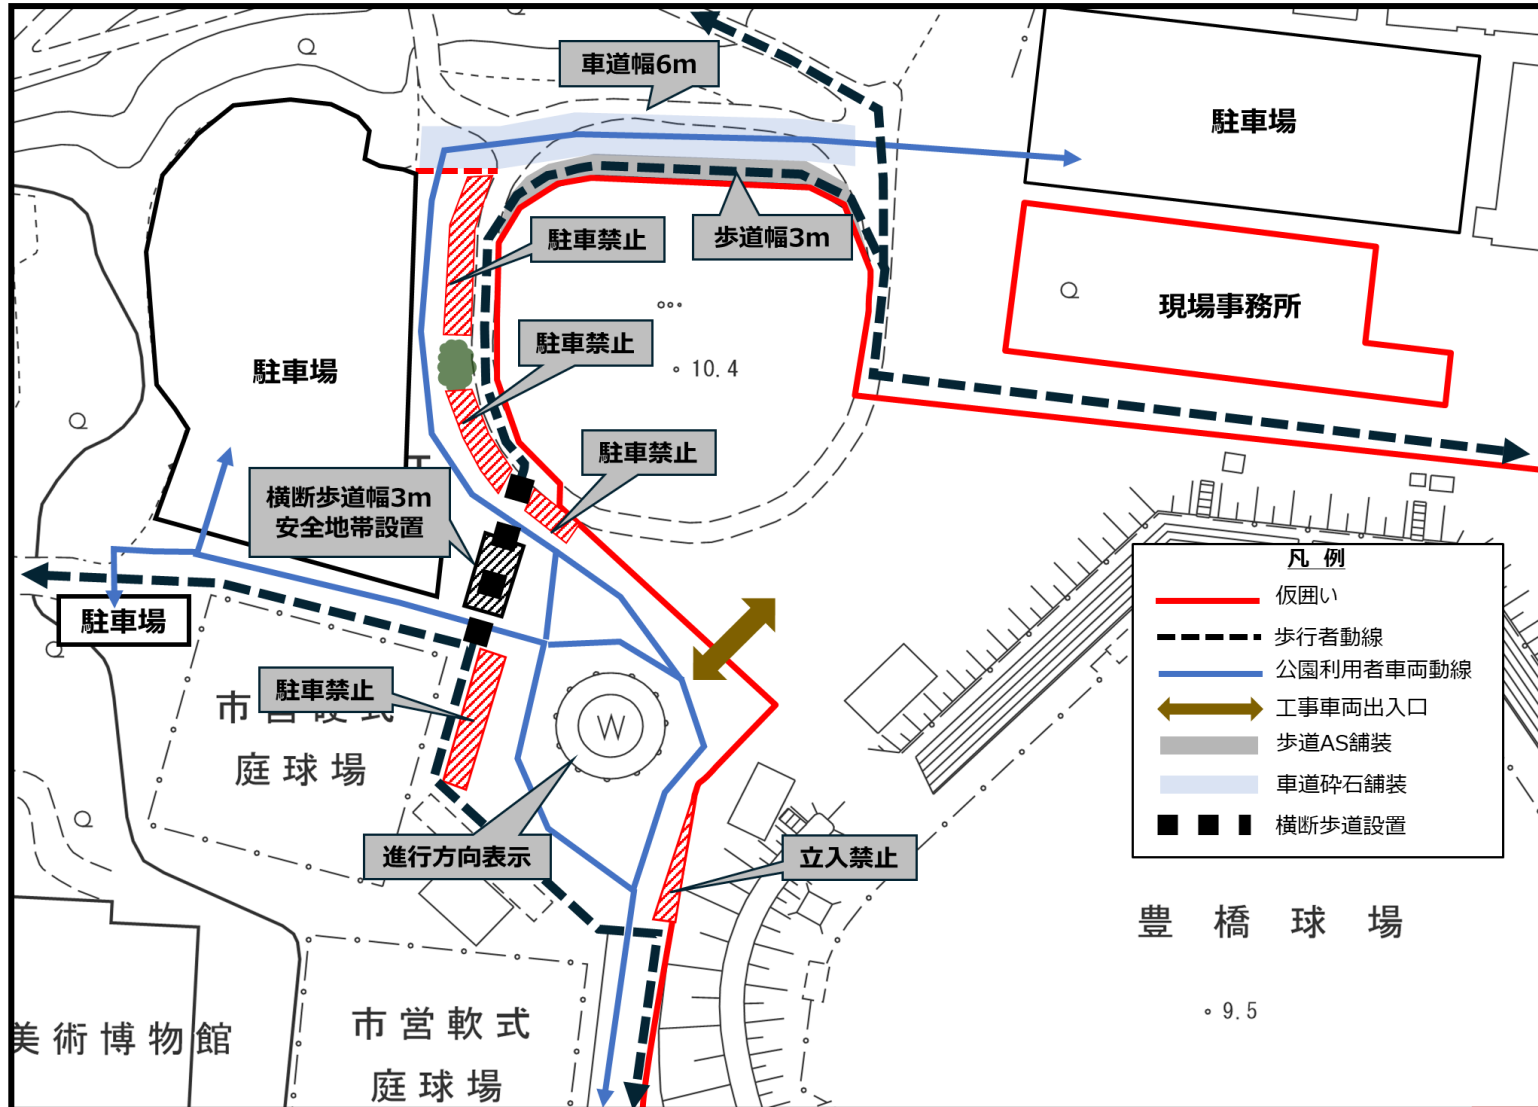 車道幅6m
駐車場
駐車禁止
歩道幅3m
現場事務所
駐車禁止
10.4
駐車場
駐車禁止
横断歩道幅3m
安全地帯設置
凡 例
仮囲い
歩行者動線
公園利用者車両動線
工事車両出入口
歩道AS舗装
車道砕石舗装
横断歩道設置
駐車場
駐車禁止
市営軟式
庭球場
W
進行方向表示
立入禁止
豊橋球場
9.5
美術博物館
市営軟式
庭球場